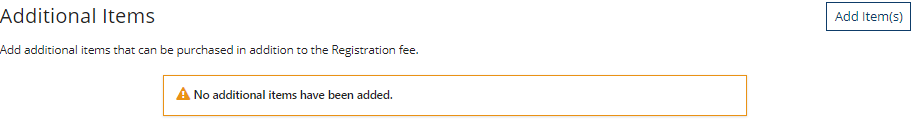 Additional Items
Add Item(s)
Add additional items that can be purchased in addition to the Registration fee.
No additional items have been added.